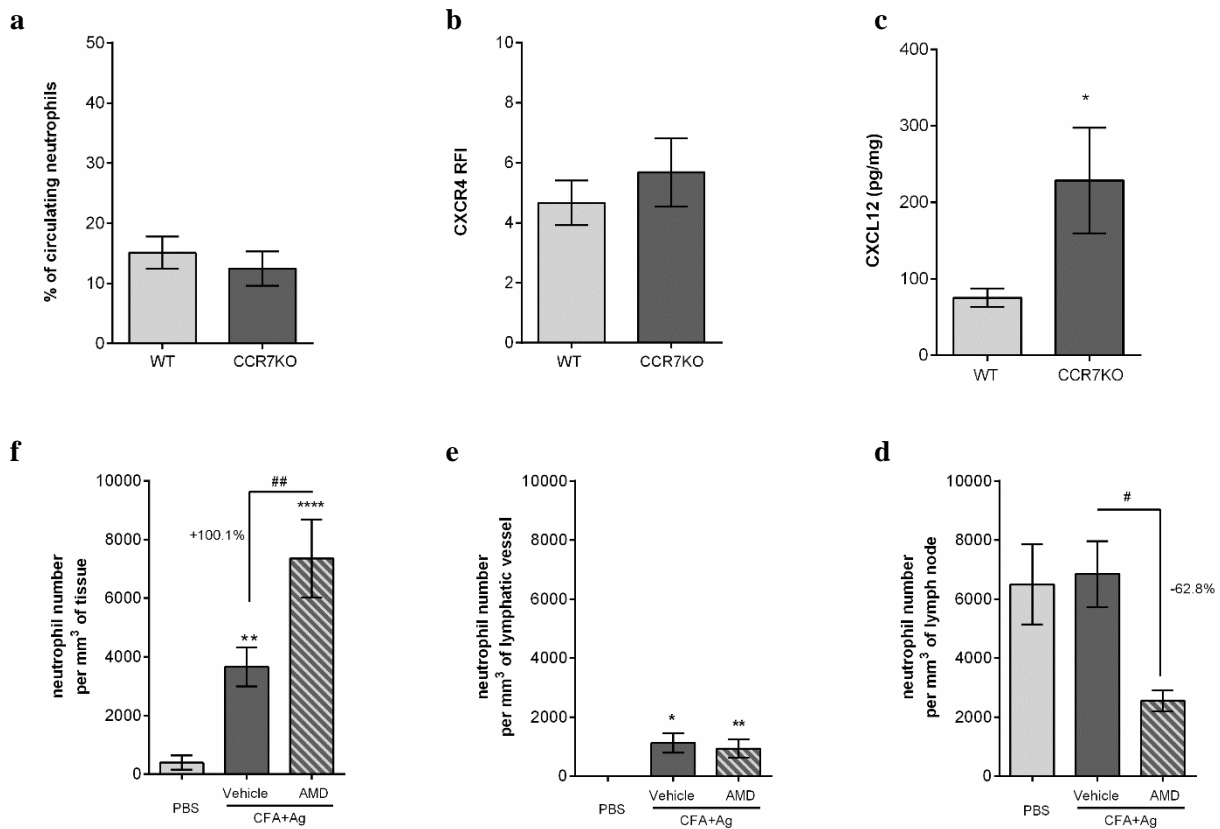 a
% of circulating neutrophils
50
40
30
20
10
0
WT
CCR7KO
b
CXCR4 RFI
10
8
6
4
2
0
WT
CCR7KO
c
CXCL12 (pg/mg)
400
300
200
100
0
*
WT
CCR7KO
f
neutrophil number
per mm³ of tissue
10000
8000
6000
4000
2000
0
+100.1%
##
**
****
PBS
Vehicle
AMD
CFA+Ag
e
neutrophil number
per mm³ of lymphatic vessel
10000
8000
6000
4000
2000
0
*
**
PBS
Vehicle
AMD
CFA+Ag
d
neutrophil number
per mm³ of lymph node
10000
8000
6000
4000
2000
0
#
-62.8%
PBS
Vehicle
AMD
CFA+Ag